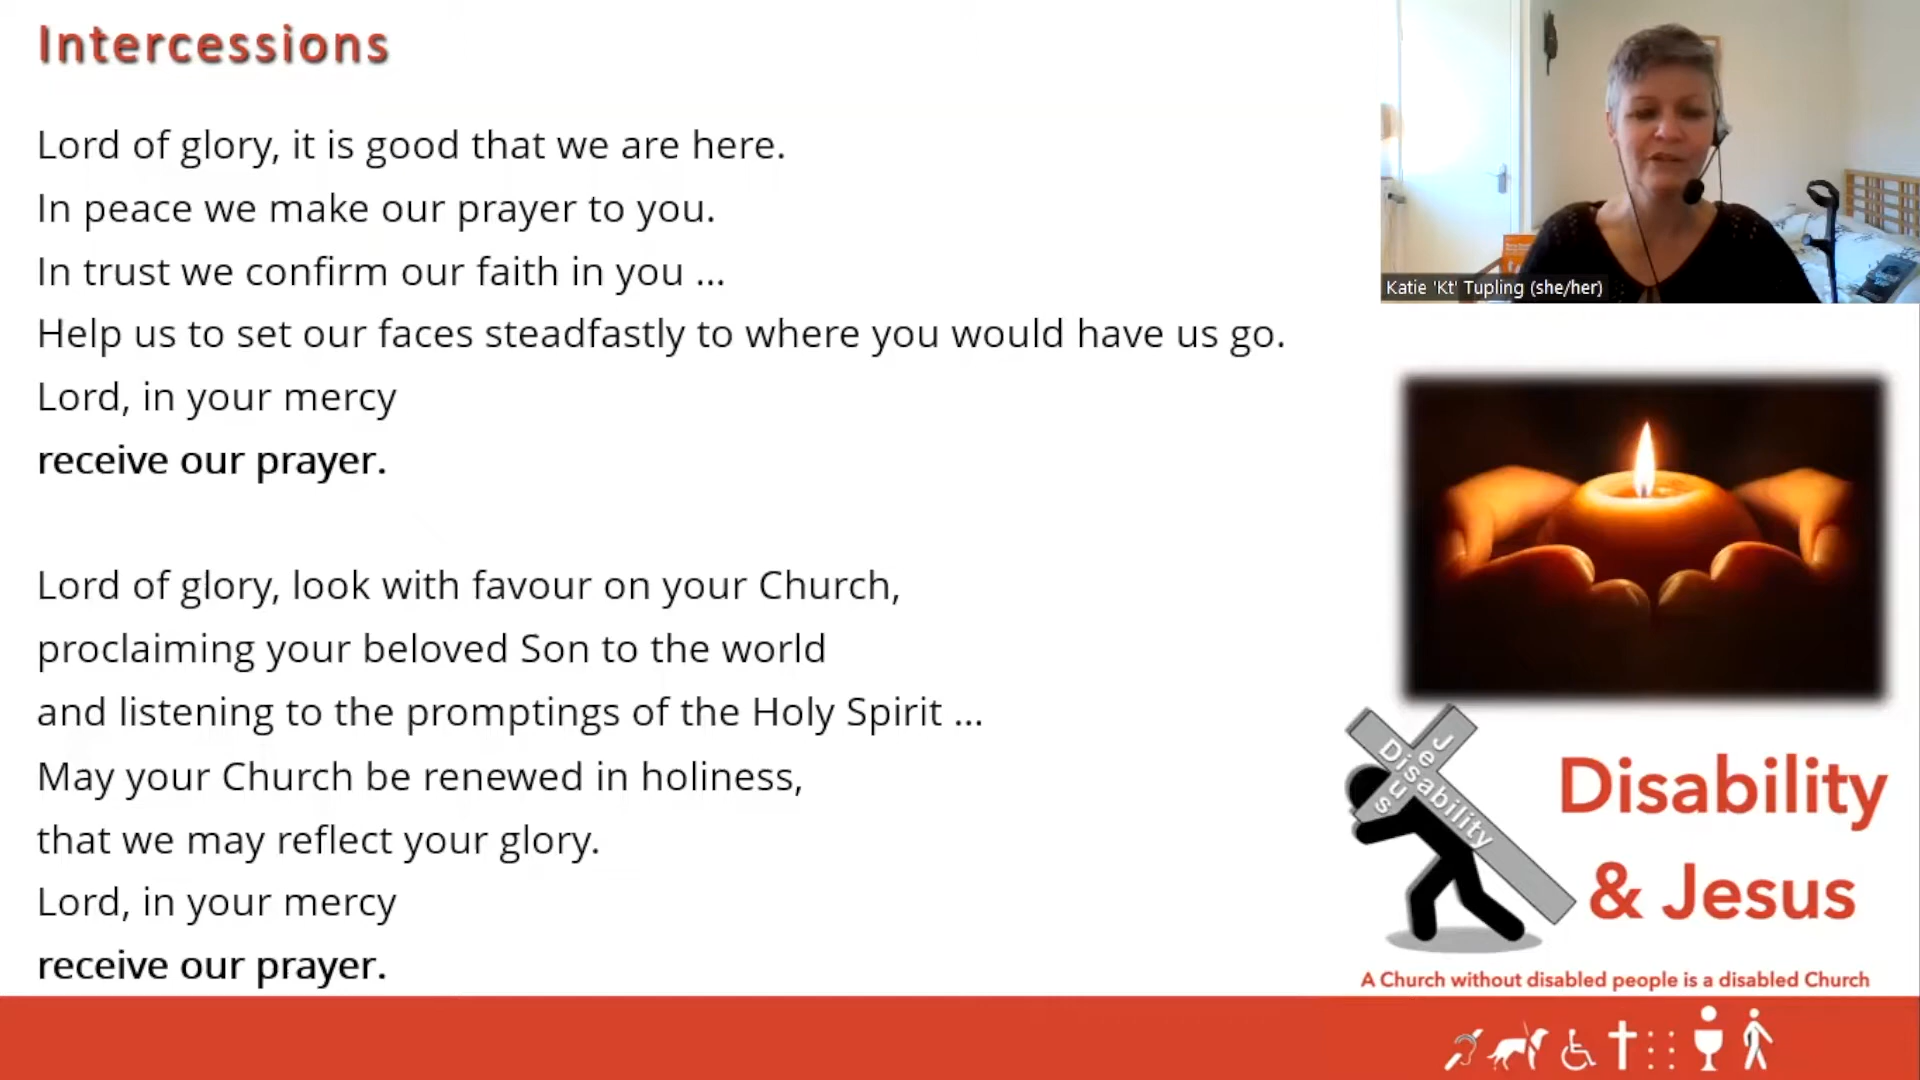 Intercessions
Lord of glory, it is good that we are here.
In peace we make our prayer to you.
In trust we confirm our faith in you ...
Help us to set our faces steadfastly to where you would have us go.
Lord, in your mercy
receive our prayer.
Lord of glory, look with favour on your Church,
proclaiming your beloved Son to the world
and listening to the promptings of the Holy Spirit ...
May your Church be renewed in holiness,
that we may reflect your glory.
Lord, in your mercy
receive our prayer.
Katie 'Kt' Tupling (she/her)
Jesus
Disability
Disability
& Jesus
A Church without disabled people is a disabled Church